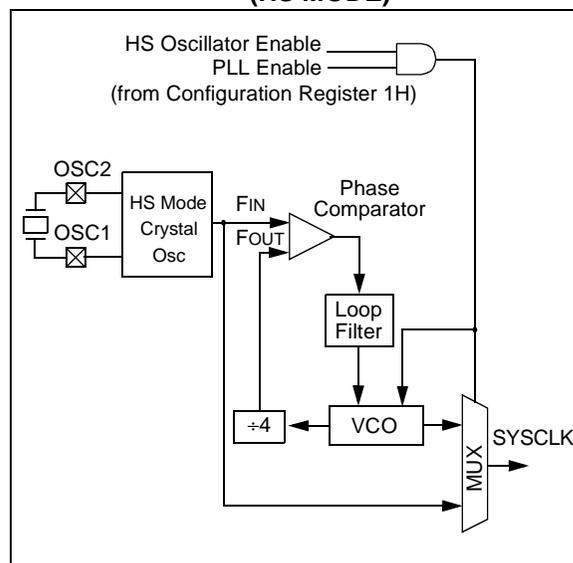 (HS MODE)
HS Oscillator Enable
PLL Enable
(from Configuration Register 1H)
OSC2
OSC1
HS Mode
Crystal
Osc
FIN
FOUT
Phase
Comparator
Loop
Filter
÷4
VCO
MUX
SYSCLK